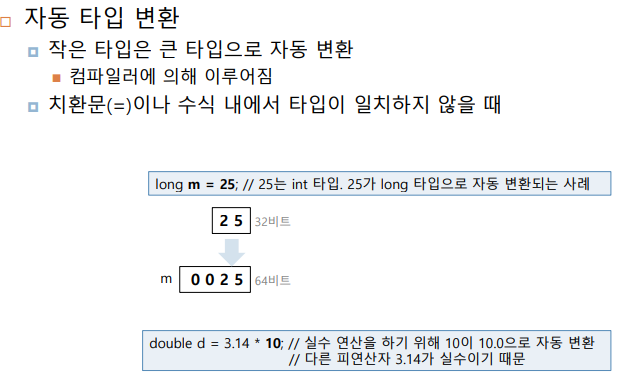 자동 타입 변환
작은 타입은 큰 타입으로 자동 변환
컴파일러에 의해 이루어짐
치환문(=)이나 수식 내에서 타입이 일치하지 않을 때
long m = 25; // 25는 int 타입. 25가 long 타입으로 자동 변환되는 사례
2 5 32비트
m 0 0 2 5 64비트
double d = 3.14 * 10; // 실수 연산을 하기 위해 10이 10.0으로 자동 변환
// 다른 피연산자 3.14가 실수이기 때문